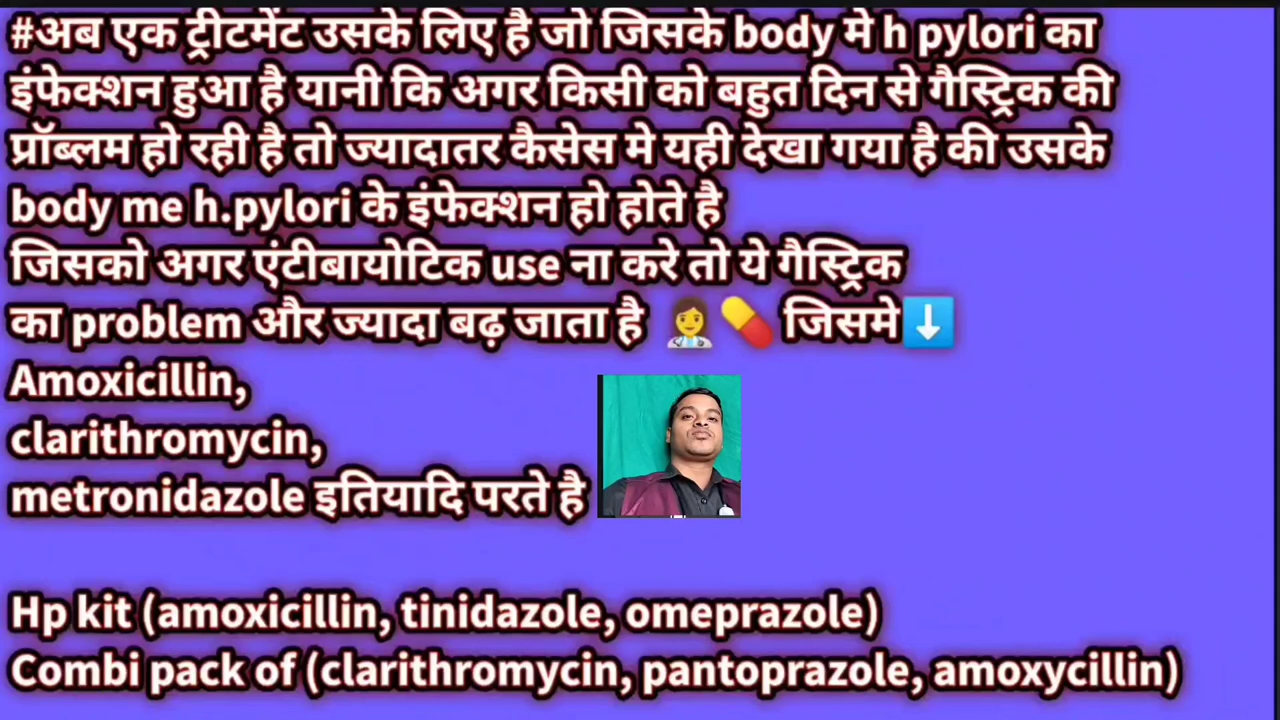 #अब एक ट्रीटमेंट उसके लिए है जो जिसके body मे h pylori का
इंफेक्शन हुआ है यानी कि अगर किसी को बहुत दिन से गैस्ट्रिक की
प्रॉब्लम हो रही है तो ज्यादातर कैसेस मे यही देखा गया है की उसके
body me h.pylori के इंफेक्शन हो होते है
जिसको अगर एंटीबायोटिक use ना करे तो ये गैस्ट्रिक
का problem और ज्यादा बढ़ जाता है 👩‍⚕️💊 जिसमे⬇️
Amoxicillin,
clarithromycin,
metronidazole इतियादि परते है
Hp kit (amoxicillin, tinidazole, omeprazole)
Combi pack of (clarithromycin, pantoprazole, amoxycillin)